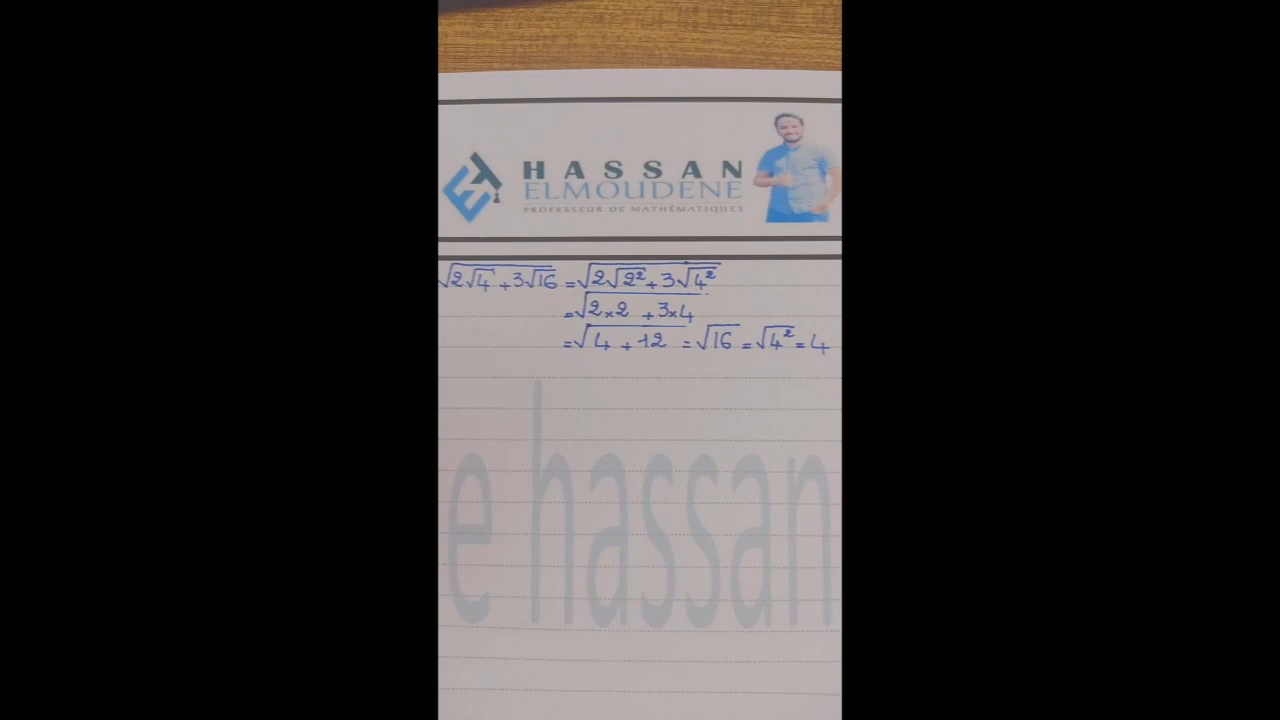 HASSAN
ELMOUDENE
PROFESSEUR DE MATHÉMATIQUES
√(2√4 + 3√16) = √(2√2² + 3√4²)
= √(2×2 + 3×4)
= √(4 + 12) = √16 = √4² = 4
e hassan